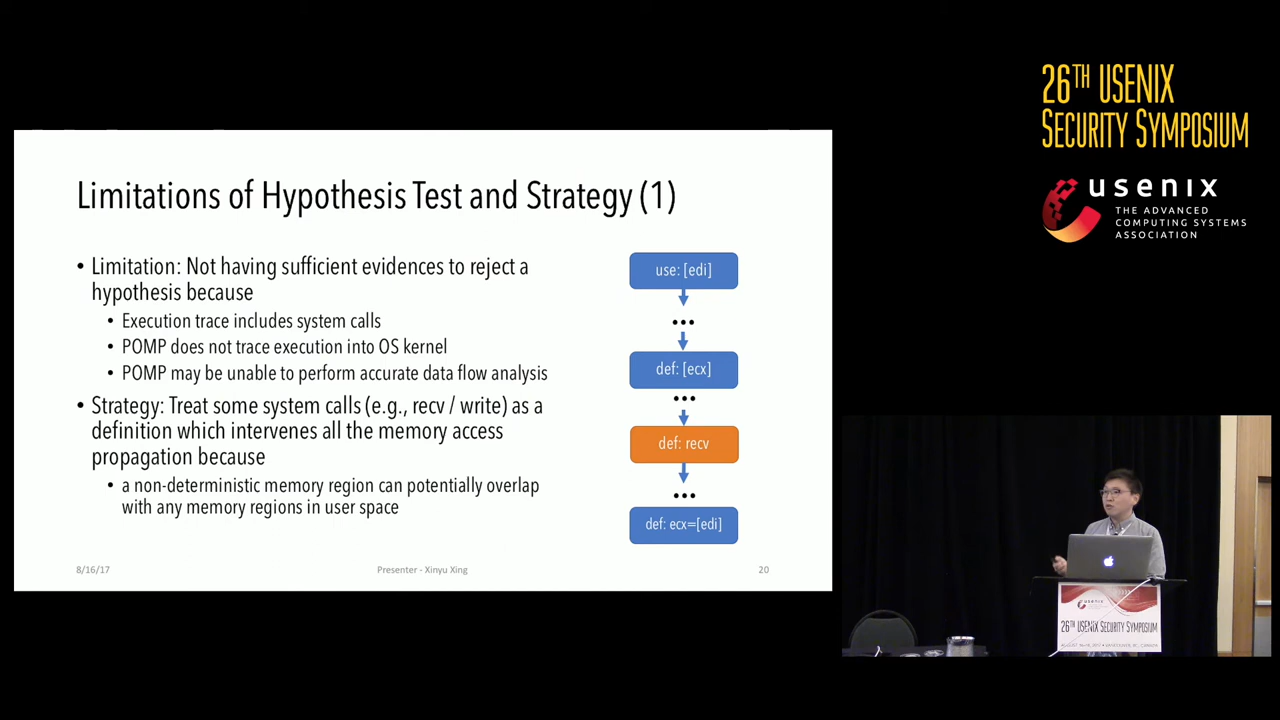 26TH USENIX
SECURITY SYMPOSIUM
usenix
THE ADVANCED
COMPUTING SYSTEMS
ASSOCIATION
Limitations of Hypothesis Test and Strategy (1)
• Limitation: Not having sufficient evidences to reject a
hypothesis because
• Execution trace includes system calls
• POMP does not trace execution into OS kernel
• POMP may be unable to perform accurate data flow analysis
• Strategy: Treat some system calls (e.g., recv / write) as a
definition which intervenes all the memory access
propagation because
• a non-deterministic memory region can potentially overlap
with any memory regions in user space
use: [edi]
...
def: [ecx]
...
def: recv
...
def: ecx=[edi]
8/16/17
Presenter - Xinyu Xing
20
usenix
26TH USENIX SECURITY SYMPOSIUM